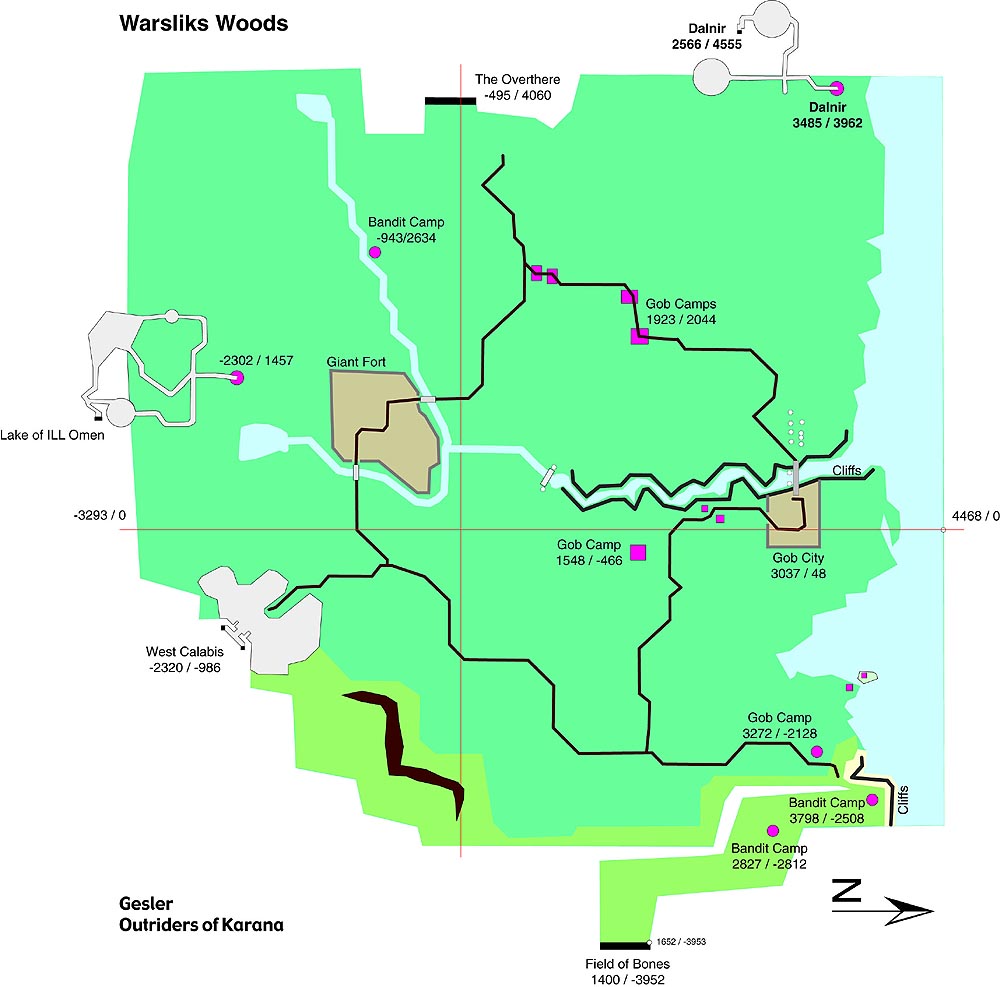 Warsliks Woods
Dalnir
2566 / 4555
The Overthere
-495 / 4060
Dalnir
3485 / 3962
Bandit Camp
-943/2634
Gob Camps
1923 / 2044
-2302 / 1457
Giant Fort
Lake of ILL Omen
Cliffs
-3293 / 0
4468 / 0
Gob Camp
1548 / -466
Gob City
3037 / 48
West Calabis
-2320 / -986
Gob Camp
3272 / -2128
Bandit Camp
3798 / -2508
Cliffs
Bandit Camp
2827 / -2812
N
Gesler
Outriders of Karana
1652 / -3953
Field of Bones
1400 / -3952